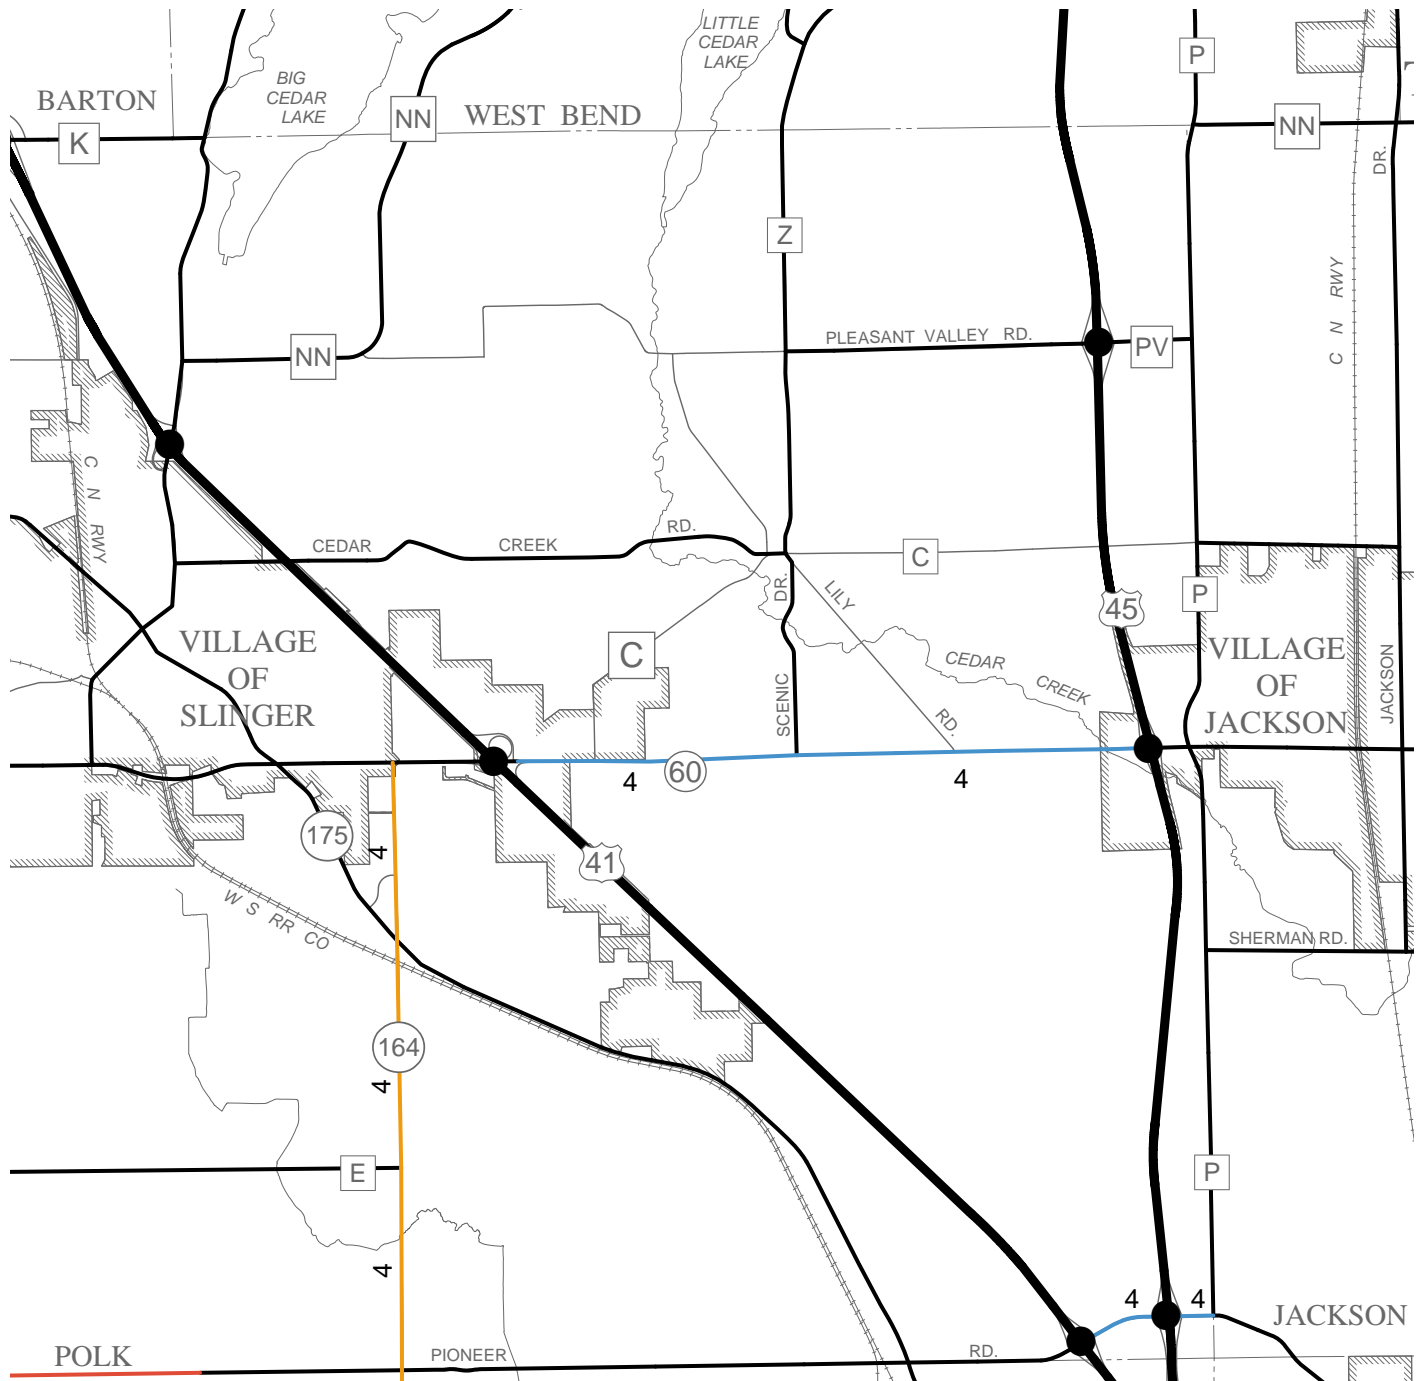 LITTLE
CEDAR
LAKE
P
BIG
CEDAR
LAKE
BARTON
K
NN
WEST BEND
NN
DR.
Z
C N RWY
NN
PLEASANT VALLEY RD.
PV
C N RWY
CEDAR
CREEK
RD.
C
DR.
LILY
RD.
P
45
VILLAGE
OF
SLINGER
C
CEDAR
CREEK
VILLAGE
OF
JACKSON
JACKSON
SCENIC
4
60
4
175
4
41
W S RR CO
SHERMAN RD.
164
4
E
P
4
4
4
JACKSON
POLK
PIONEER
RD.